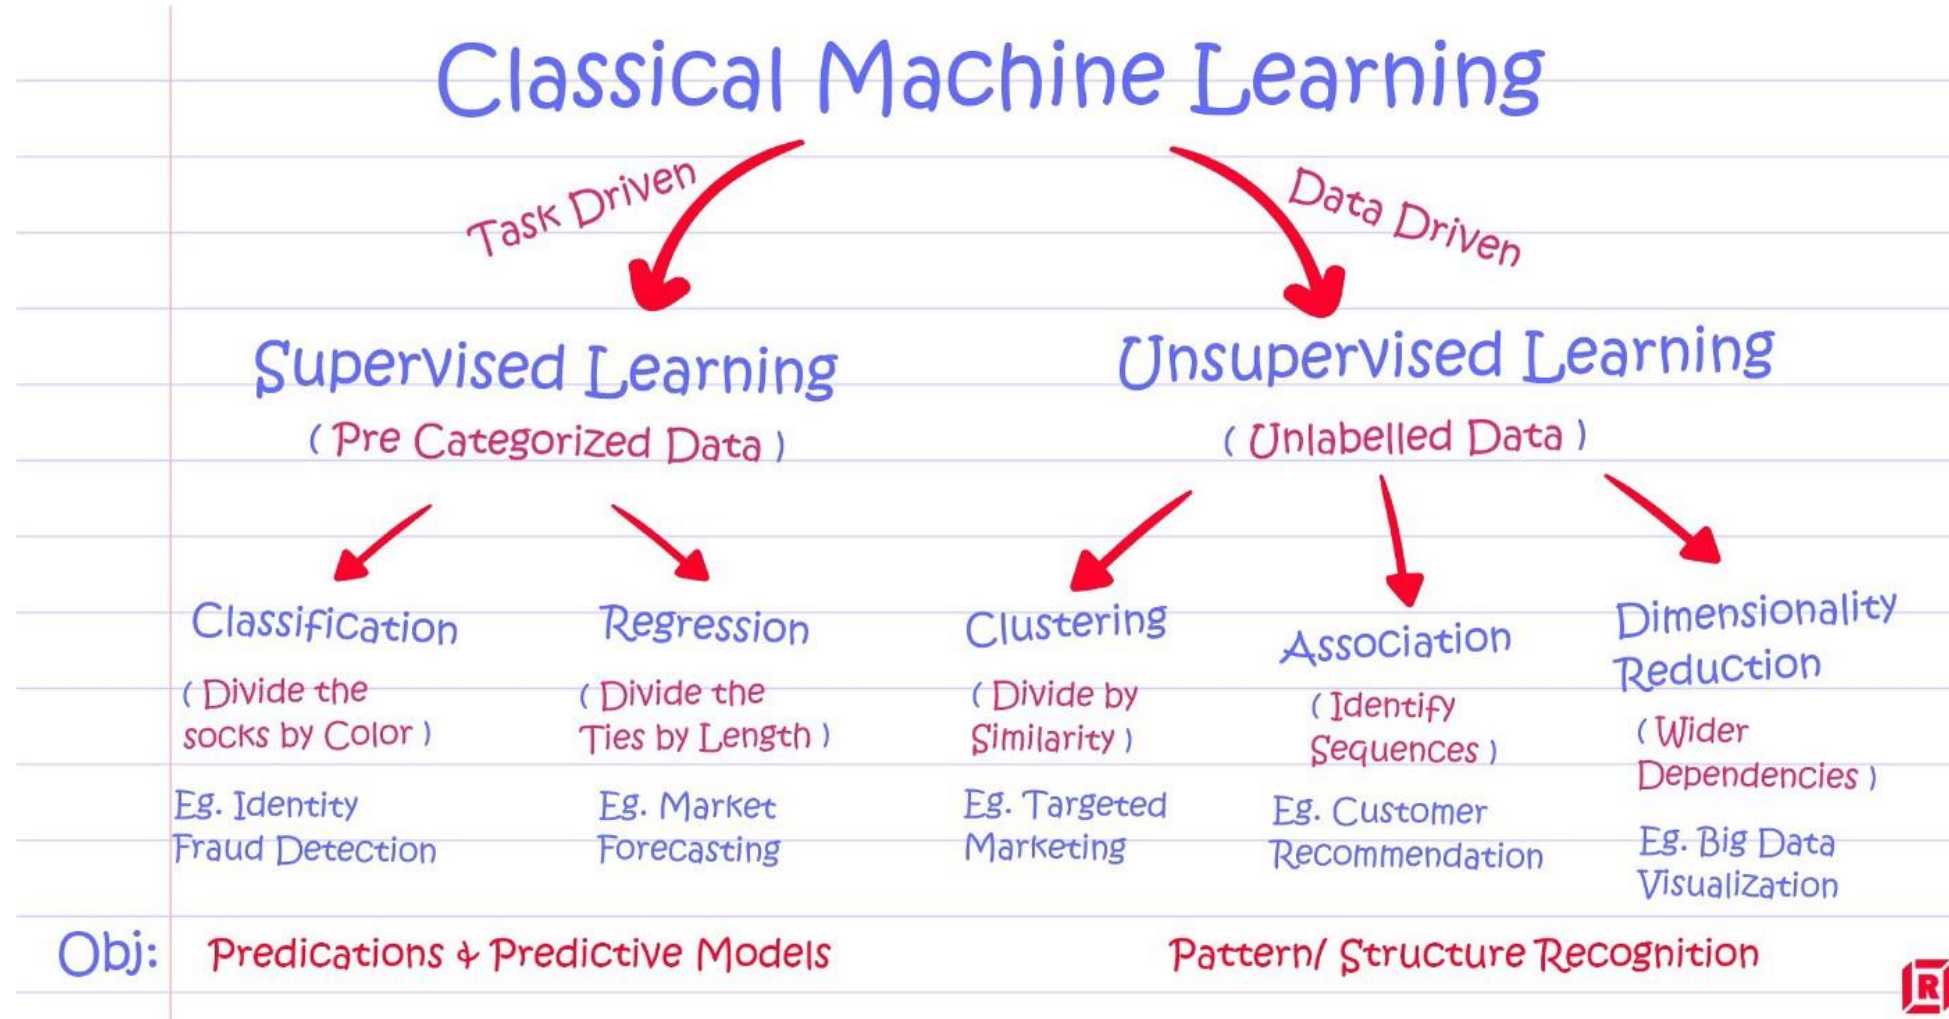 Classical Machine Learning
Task Driven
Data Driven
Supervised Learning
( Pre Categorized Data )
Unsupervised Learning
( Unlabelled Data )
Classification
( Divide the
socks by Color )
Eg. Identity
Fraud Detection
Regression
( Divide the
Ties by Length )
Eg. Market
Forecasting
Clustering
( Divide by
Similarity )
Eg. Targeted
Marketing
Association
( Identify
Sequences )
Eg. Customer
Recommendation
Dimensionality
Reduction
( Wider
Dependencies )
Eg. Big Data
Visualization
Obj: Predications & Predictive Models
Pattern/ Structure Recognition
R